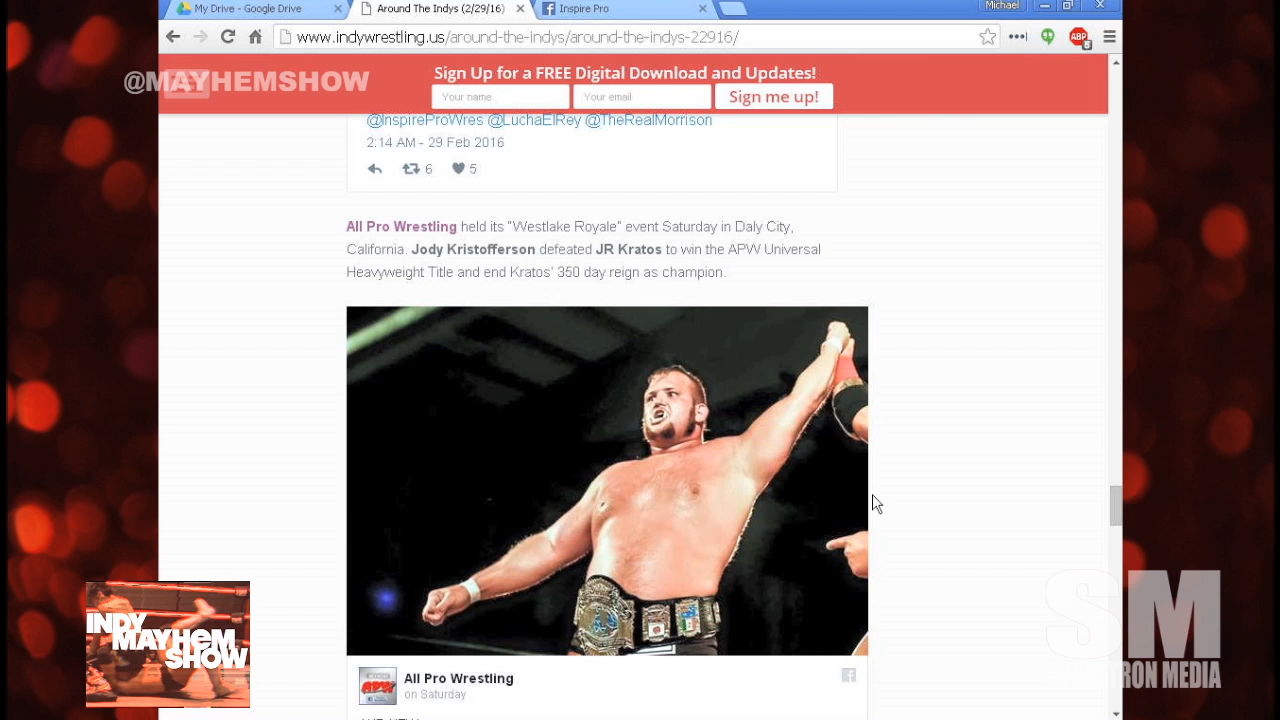 My Drive - Google Drive
Around The Indys (2/29/16)
Inspire Pro
Michael
www.indywrestling.us/around-the-indys/around-the-indys-22916/
ABP
5
@MAYHEMSHOW
Sign Up for a FREE Digital Download and Updates!
Your name
Your email
Sign me up!
@InspireProWres @LuchaElRey @TheRealMorrison
2:14 AM - 29 Feb 2016
6
5
All Pro Wrestling held its "Westlake Royale" event Saturday in Daly City,
California. Jody Kristofferson defeated JR Kratos to win the APW Universal
Heavyweight Title and end Kratos' 350 day reign as champion.
INDY
MAYHEM
SHOW
SM
TRON MEDIA
APW
All Pro Wrestling
on Saturday